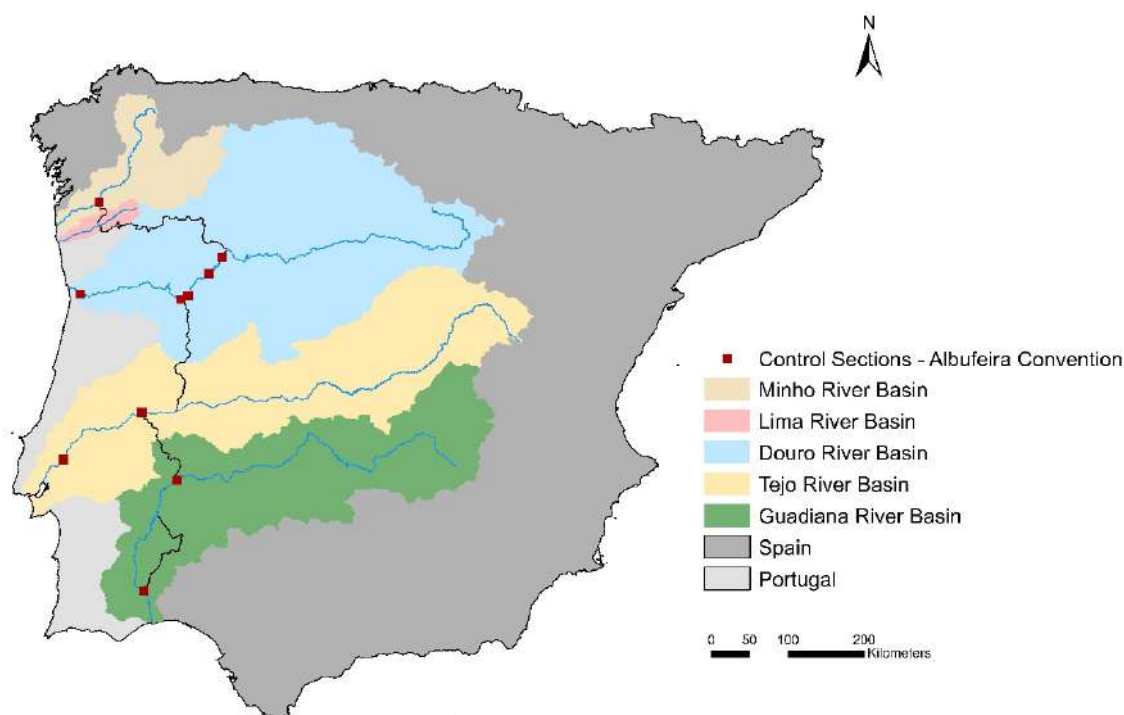 N
Control Sections - Albufeira Convention
Minho River Basin
Lima River Basin
Douro River Basin
Tejo River Basin
Guadiana River Basin
Spain
Portugal
0 50 100 200
Kilometers